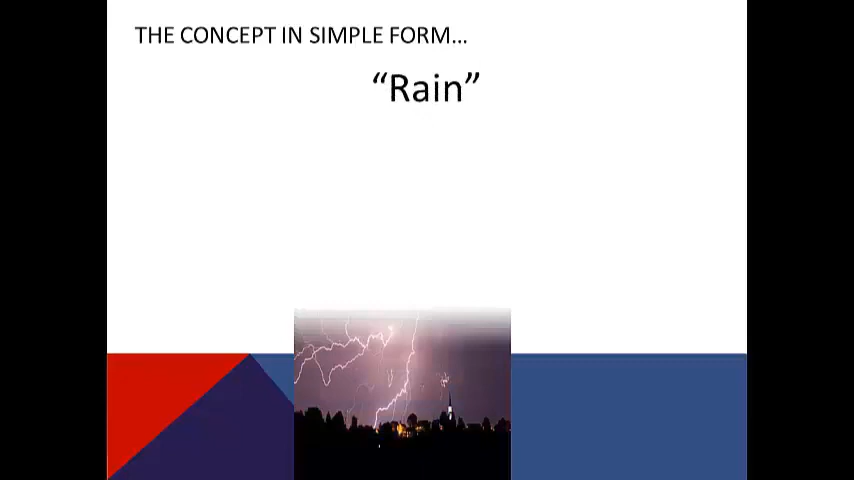 THE CONCEPT IN SIMPLE FORM…
“Rain”